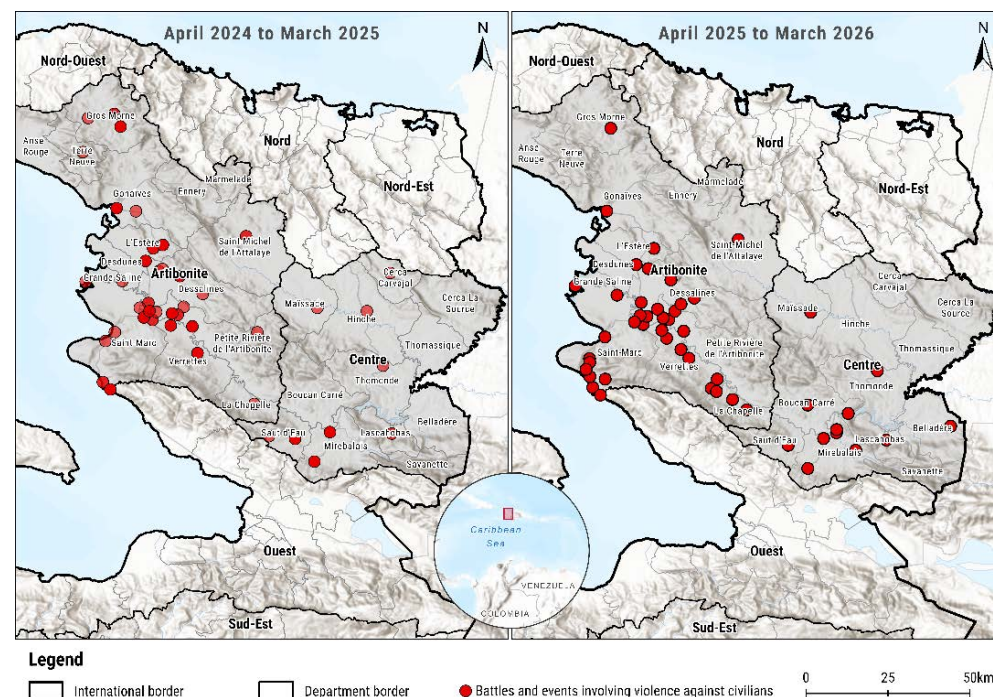 April 2024 to March 2025
N
Nord-Ouest
Gros Morne
Anse
Rouge
Terre
Neuve
Nord
Nord-Est
Marmelade
Ennery
Gonaïves
L'Estère
Saint-Michel
de l'Attalaye
Desdunes
Grande Saline
Artibonite
Dessalines
Cerca
Carvajal
Maïssade
Cerca La
Source
Hinche
Saint-Marc
Petite Rivière
de l'Artibonite
Verrettes
Thomassique
Centre
Thomonde
Boucan Carré
La Chapelle
Belladère
Saut d'Eau
Lascahobas
Mirebalais
Savanette
Ouest
Sud-Est
April 2025 to March 2026
N
Nord-Ouest
Gros Morne
Anse
Rouge
Terre
Neuve
Nord
Nord-Est
Marmelade
Ennery
Gonaïves
L'Estère
Saint-Michel
de l'Attalaye
Desdunes
Grande Saline
Artibonite
Dessalines
Cerca
Carvajal
Maïssade
Cerca La
Source
Hinche
Saint-Marc
Petite Rivière
de l'Artibonite
Verrettes
Thomassique
Centre
Thomonde
Boucan Carré
La Chapelle
Belladère
Saut d'Eau
Lascahobas
Mirebalais
Savanette
Ouest
Sud-Est
Caribbean
Sea
VENEZUELA
COLOMBIA
Legend
International border
Department border
Battles and events involving violence against civilians
0 25 50km